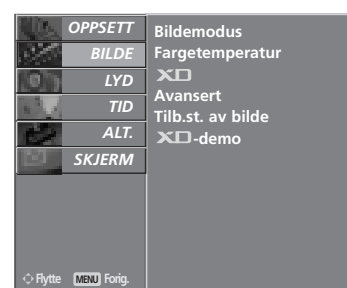 OPPSETT
BILDE
LYD
TID
ALT.
SKJERM
Bildemodus
Fargetemperatur
XD
Avansert
Tilb.st. av bilde
XD-demo
Flytte MENU Forig.